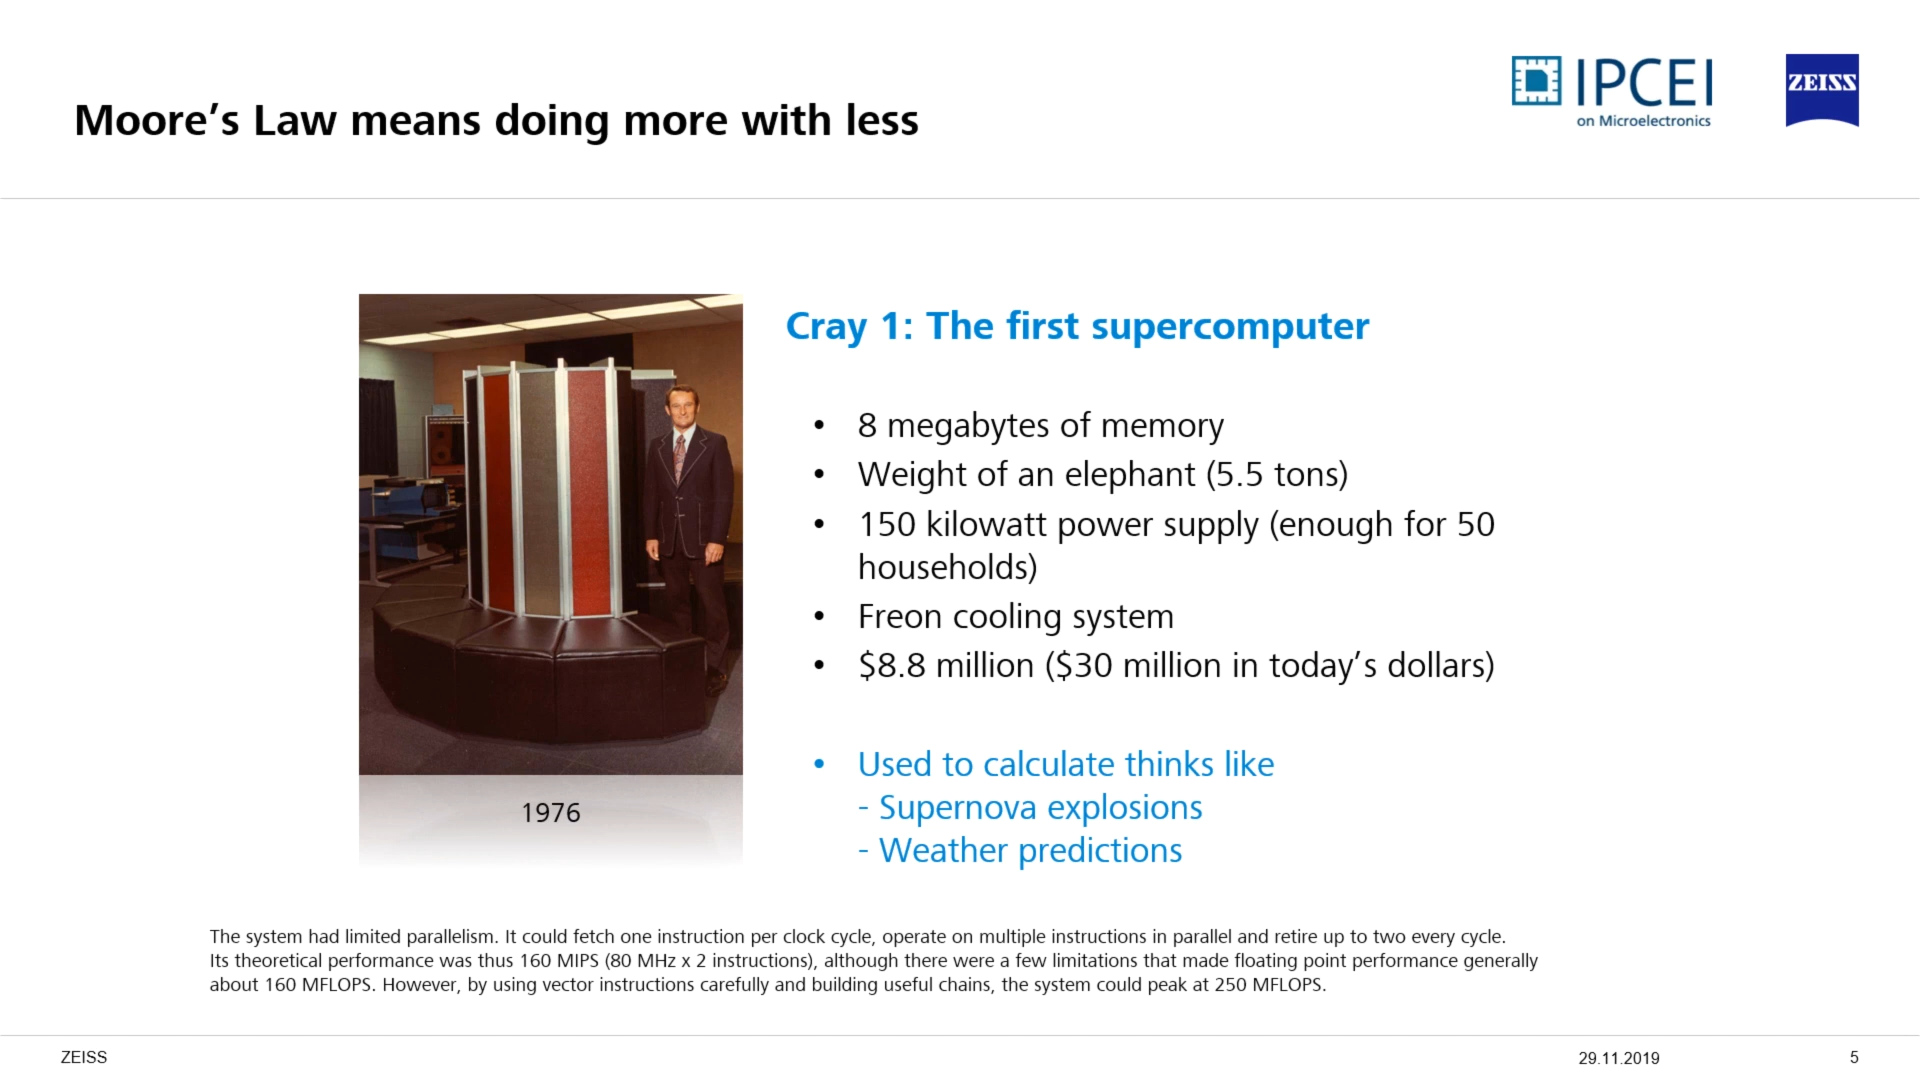 Moore’s Law means doing more with less
IPCEI
on Microelectronics
ZEISS
Cray 1: The first supercomputer
• 8 megabytes of memory
• Weight of an elephant (5.5 tons)
• 150 kilowatt power supply (enough for 50
households)
• Freon cooling system
• $8.8 million ($30 million in today’s dollars)
• Used to calculate thinks like
- Supernova explosions
- Weather predictions
1976
The system had limited parallelism. It could fetch one instruction per clock cycle, operate on multiple instructions in parallel and retire up to two every cycle.
Its theoretical performance was thus 160 MIPS (80 MHz x 2 instructions), although there were a few limitations that made floating point performance generally
about 160 MFLOPS. However, by using vector instructions carefully and building useful chains, the system could peak at 250 MFLOPS.
ZEISS
29.11.2019
5